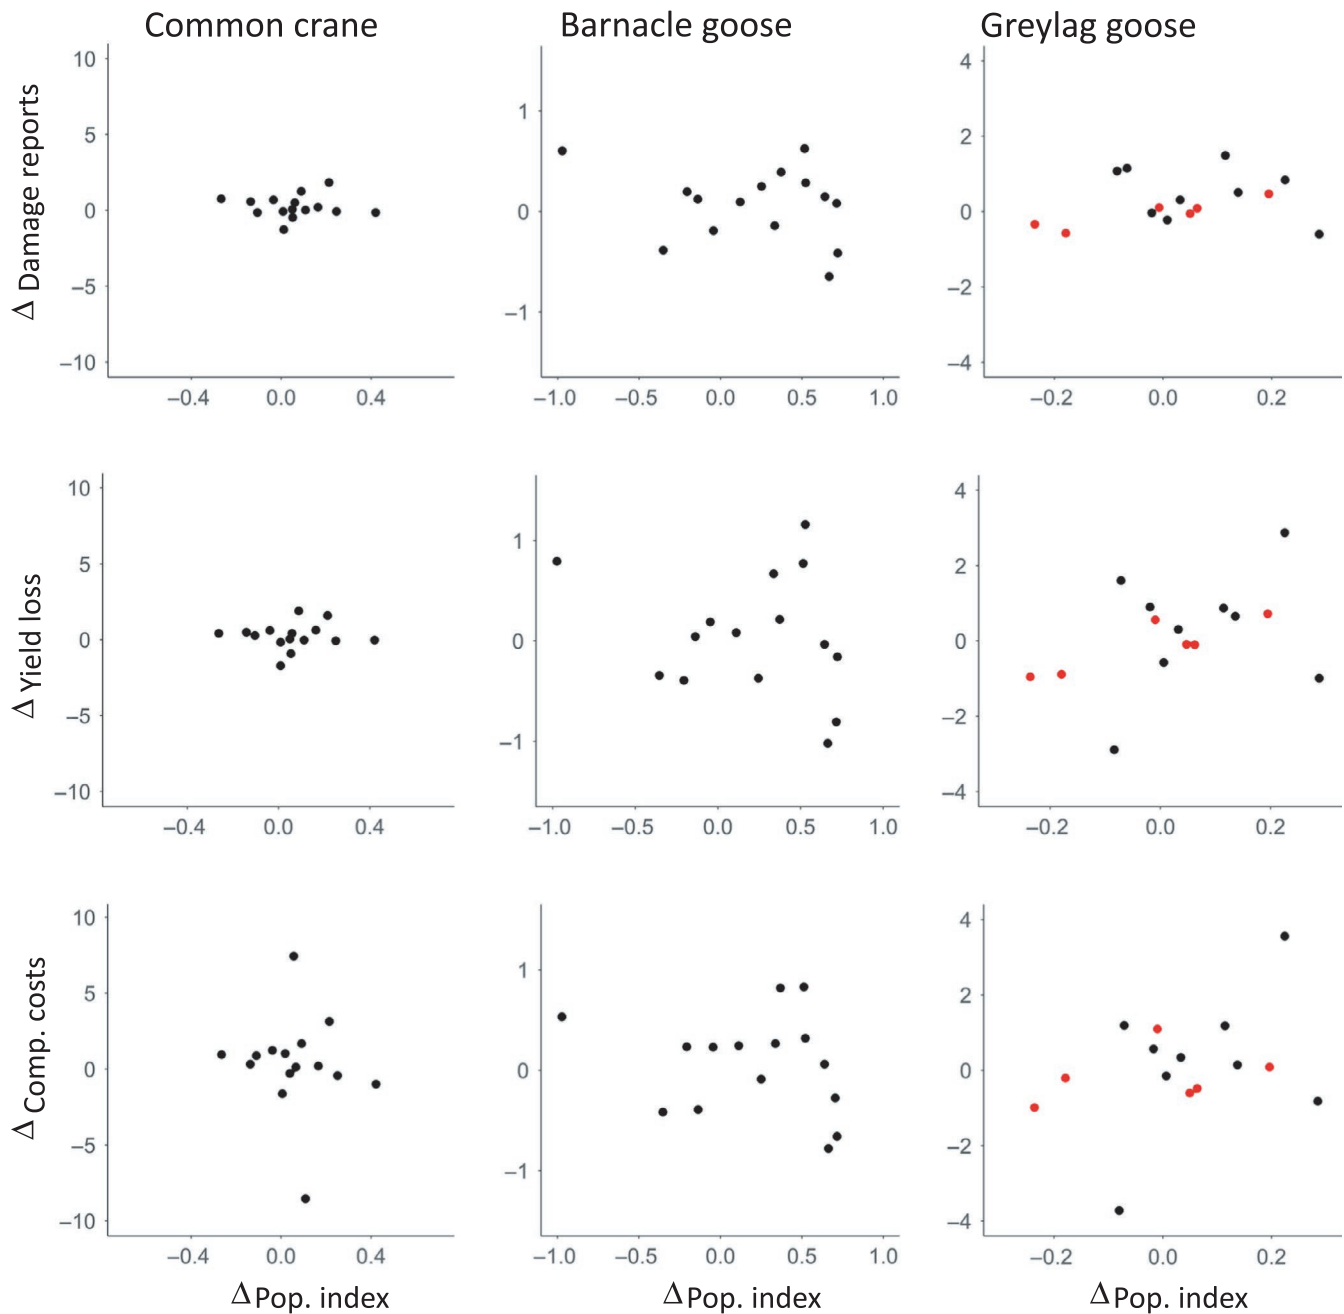 Common crane Barnacle goose Greylag goose
Δ Damage reports
10
5
0
–5
–10
–0.4 0.0 0.4
1
0
–1
–1.0 –0.5 0.0 0.5 1.0
4
2
0
–2
–4
–0.2 0.0 0.2
Δ Yield loss
10
5
0
–5
–10
–0.4 0.0 0.4
1
0
–1
–1.0 –0.5 0.0 0.5 1.0
4
2
0
–2
–4
–0.2 0.0 0.2
Δ Comp. costs
10
5
0
–5
–10
–0.4 0.0 0.4
1
0
–1
–1.0 –0.5 0.0 0.5 1.0
4
2
0
–2
–4
–0.2 0.0 0.2
Δ Pop. index Δ Pop. index Δ Pop. index